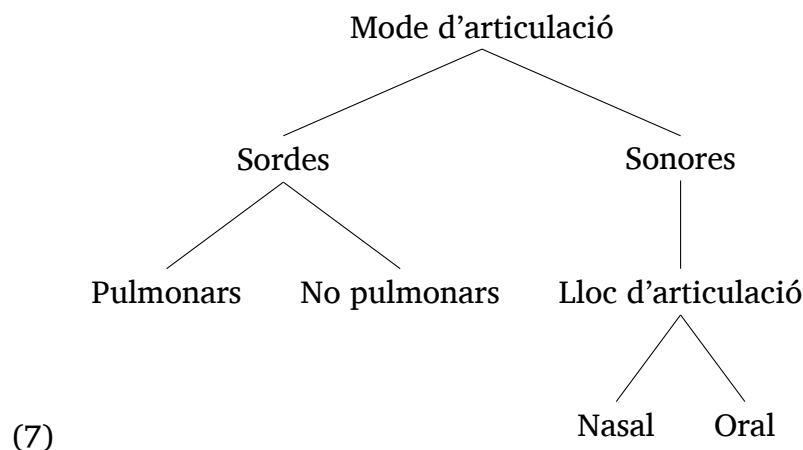 Mode d’articulació
Sordes Sonores
Pulmonars No pulmonars Lloc d’articulació
Nasal Oral
(7)